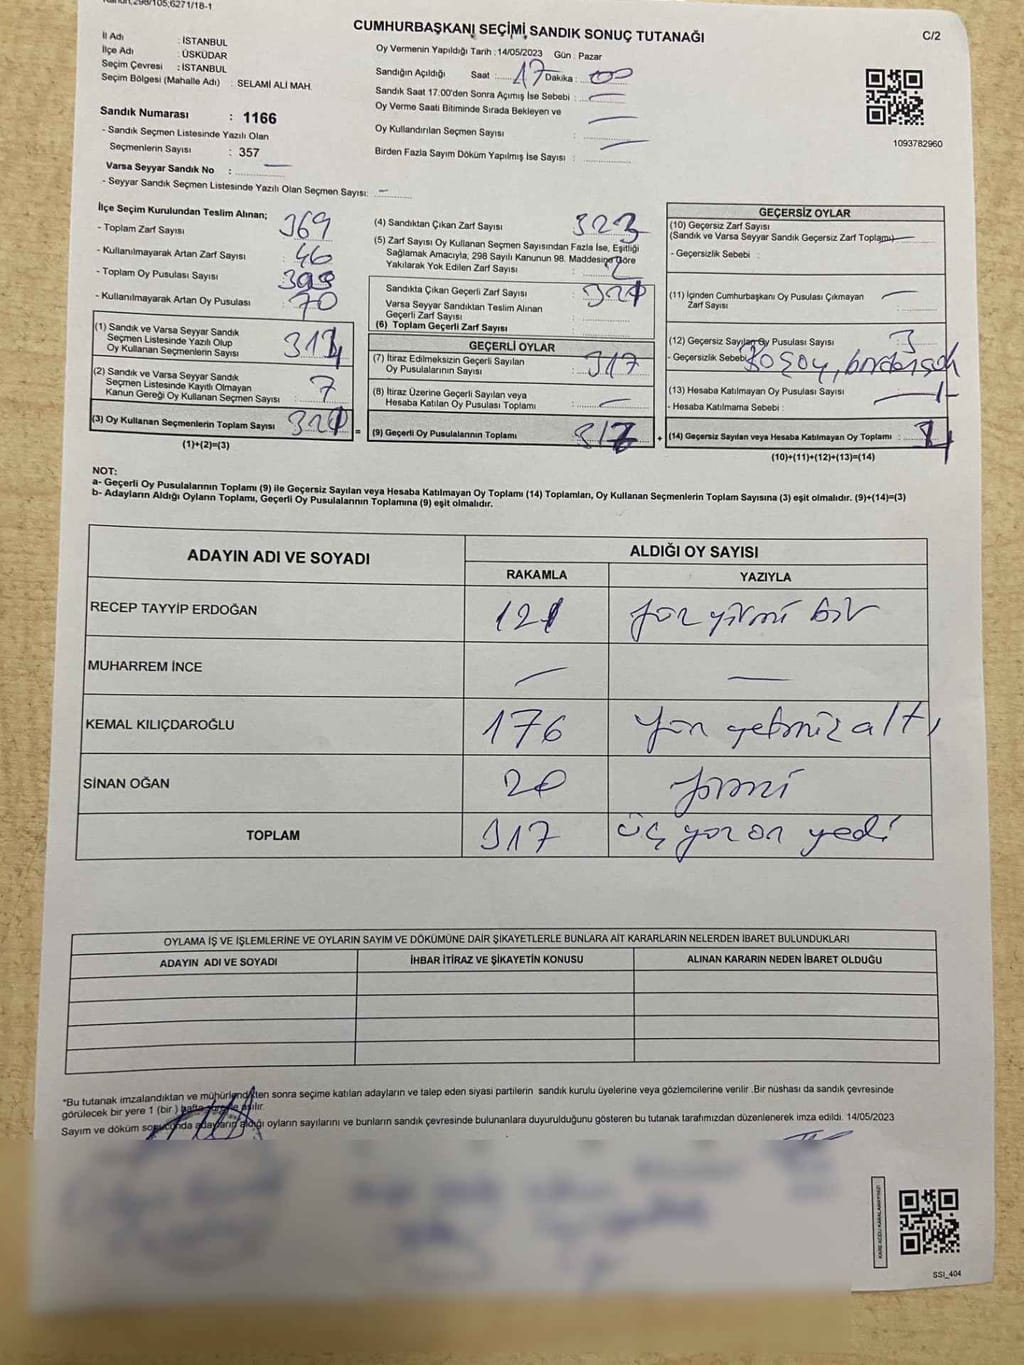 CUMHURBAŞKANI SEÇİMİ SANDIK SONUÇ TUTANAĞI
C/2
İl Adı : İSTANBUL
İlçe Adı : ÜSKÜDAR
Seçim Çevresi : İSTANBUL
Seçim Bölgesi (Mahalle Adı) : SELAMİ ALİ MAH.
Sandık Numarası : 1166
- Sandık Seçmen Listesinde Yazılı Olan
Seçmenlerin Sayısı : 357
Varsa Seyyar Sandık No : —
- Seyyar Sandık Seçmen Listesinde Yazılı Olan Seçmen Sayısı: —
Oy Vermenin Yapıldığı Tarih : 14/05/2023 Gün : Pazar
Sandığın Açıldığı Saat : 17 Dakika : 00
Sandık Saat 17:00'den Sonra Açımış İse Sebebi : —
Oy Verme Saati Bitiminde Sırada Bekleyen ve —
Oy Kullandırılan Seçmen Sayısı :
Birden Fazla Sayım Döküm Yapılmış İse Sayısı : —
1093782960
İlçe Seçim Kurulundan Teslim Alınan;
- Toplam Zarf Sayısı : 369
- Kullanılmayarak Artan Zarf Sayısı : 46
- Toplam Oy Pusulası Sayısı :
- Kullanılmayarak Artan Oy Pusulası : 70
(1) Sandık ve Varsa Seyyar Sandık
Seçmen Listesinde Yazılı Olup
Oy Kullanan Seçmenlerin Sayısı : 314
(2) Sandık ve Varsa Seyyar Sandık
Seçmen Listesinde Kayıtlı Olmayan
Kanun Gereği Oy Kullanan Seçmen Sayısı : 7
(3) Oy Kullanan Seçmenlerin Toplam Sayısı : 321 =
(1)+(2)=(3)
(4) Sandıktan Çıkan Zarf Sayısı : 323
(5) Zarf Sayısı Oy Kullanan Seçmen Sayısından Fazla İse, Eşitliği
Sağlamak Amacıyla, 298 Sayılı Kanunun 98. Maddesine Göre
Yakılarak Yok Edilen Zarf Sayısı : 2
Sandıkta Çıkan Geçerli Zarf Sayısı : 321
Varsa Seyyar Sandıktan Teslim Alınan
Geçerli Zarf Sayısı :
(6) Toplam Geçerli Zarf Sayısı :
GEÇERLİ OYLAR
(7) İtiraz Edilmeksizin Geçerli Sayılan
Oy Pusulalarının Sayısı : 317
(8) İtiraz Üzerine Geçerli Sayılan veya
Hesaba Katılan Oy Pusulası Toplamı : —
(9) Geçerli Oy Pusulalarının Toplamı : 317 +
GEÇERSİZ OYLAR
(10) Geçersiz Zarf Sayısı
(Sandık ve Varsa Seyyar Sandık Geçersiz Zarf Toplamı) —
- Geçersizlik Sebebi :
(11) İçinden Cumhurbaşkanı Oy Pusulası Çıkmayan
Zarf Sayısı : —
(12) Geçersiz Sayılan Oy Pusulası Sayısı : 3
- Geçersizlik Sebebi
(13) Hesaba Katılmayan Oy Pusulası Sayısı : 1-
- Hesaba Katılmama Sebebi :
(14) Geçersiz Sayılan veya Hesaba Katılmayan Oy Toplamı : 4
(10)+(11)+(12)+(13)=(14)
NOT:
a- Geçerli Oy Pusulalarının Toplamı (9) ile Geçersiz Sayılan veya Hesaba Katılmayan Oy Toplamı (14) Toplamları, Oy Kullanan Seçmenlerin Toplam Sayısına (3) eşit olmalıdır. (9)+(14)=(3)
b- Adayların Aldığı Oyların Toplamı, Geçerli Oy Pusulalarının Toplamına (9) eşit olmalıdır.
ADAYIN ADI VE SOYADI
ALDIĞI OY SAYISI
RAKAMLA YAZIYLA
RECEP TAYYİP ERDOĞAN 121 yüz yirmi bir
MUHARREM İNCE — —
KEMAL KILIÇDAROĞLU 176 yüz yetmiz altı
SİNAN OĞAN 20 yirmi
TOPLAM 317 üç yüz on yedi
OYLAMA İŞ VE İŞLEMLERİNE VE OYLARIN SAYIM VE DÖKÜMÜNE DAİR ŞİKAYETLERLE BUNLARA AİT KARARLARIN NELERDEN İBARET BULUNDUKLARI
ADAYIN ADI VE SOYADI İHBAR İTİRAZ VE ŞİKAYETİN KONUSU ALINAN KARARIN NEDEN İBARET OLDUĞU
*Bu tutanak imzalandıktan ve mühürlendikten sonra seçime katılan adayların ve talep eden siyasi partilerin sandık kurulu üyelerine veya gözlemcilerine verilir .Bir nüshası da sandık çevresinde
görülecek bir yere 1 (bir ) hafta süreyle asılır.
Sayım ve döküm sonucunda adayların aldığı oyların sayılarını ve bunların sandık çevresinde bulunanlara duyurulduğunu gösteren bu tutanak tarafımızdan düzenlenerek imza edildi. 14/05/2023
SSİ_404